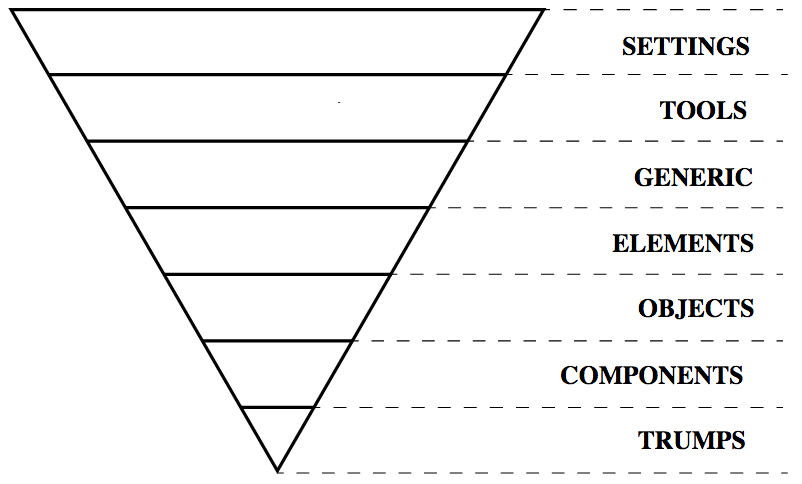 SETTINGS
TOOLS
GENERIC
ELEMENTS
OBJECTS
COMPONENTS
TRUMPS